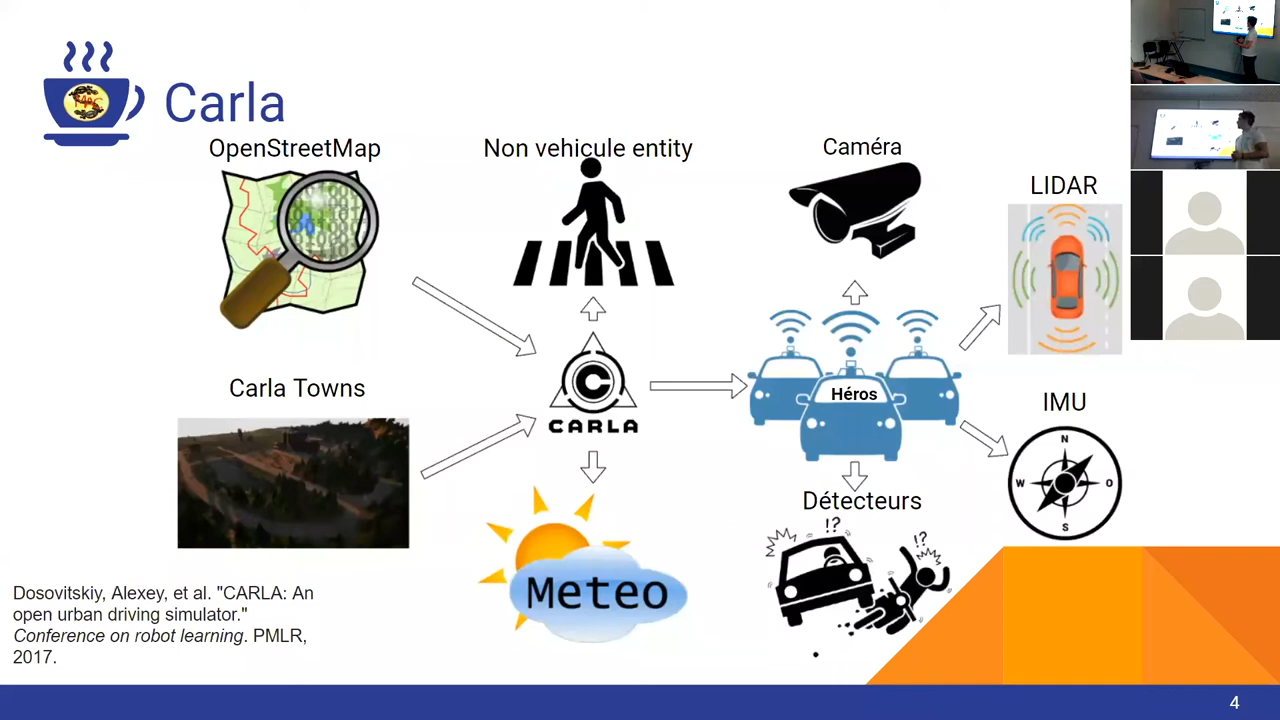 Carla
OpenStreetMap
Non vehicule entity
Caméra
LIDAR
Carla Towns
CARLA
Héros
IMU
N
W
O
S
Détecteurs
!?
!?
Meteo
Dosovitskiy, Alexey, et al. "CARLA: An
open urban driving simulator."
Conference on robot learning. PMLR,
2017.
4